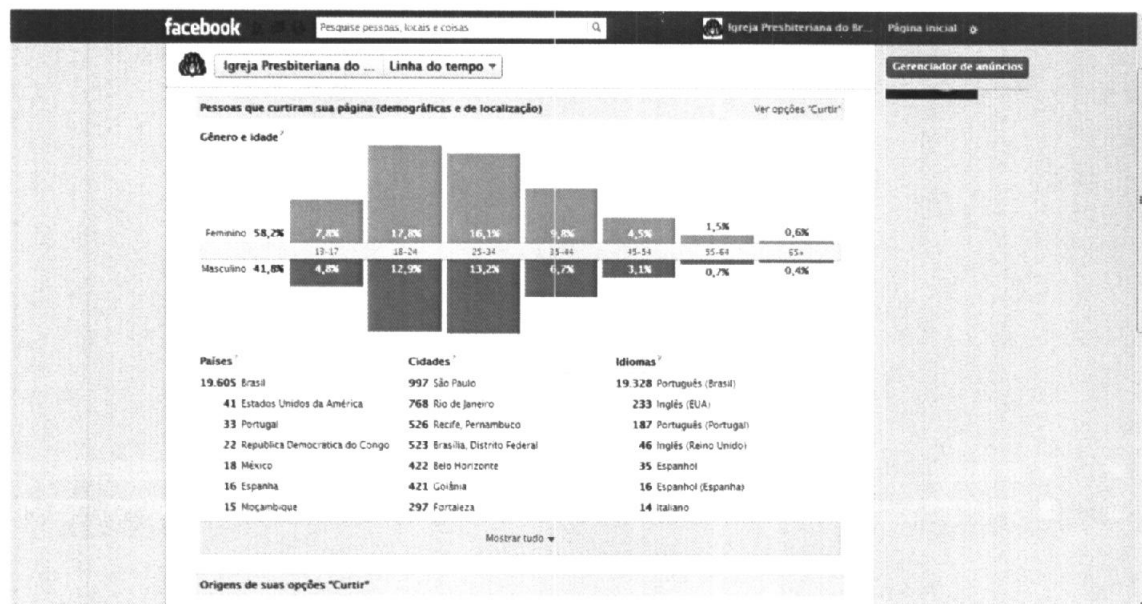 facebook Pesquise pessoas, locais e coisas Igreja Presbiteriana do Br... Página inicial
Igreja Presbiteriana do ... Linha do tempo
Gerenciador de anúncios
Pessoas que curtiram sua página (demográficas e de localização) Ver opções "Curtir"
Gênero e idade ?
Feminino 58,2% 7,8% 17,8% 16,1% 9,8% 4,5% 1,5% 0,6%
13-17 18-24 25-34 35-44 45-54 55-64 65+
Masculino 41,8% 4,8% 12,9% 13,2% 6,7% 3,1% 0,7% 0,4%
Países ? Cidades ? Idiomas ?
19.605 Brasil 997 São Paulo 19.328 Português (Brasil)
41 Estados Unidos da América 768 Rio de Janeiro 233 Inglês (EUA)
33 Portugal 526 Recife, Pernambuco 187 Português (Portugal)
22 República Democratica do Congo 523 Brasília, Distrito Federal 46 Inglês (Reino Unido)
18 México 422 Belo Horizonte 35 Espanhol
16 Espanha 421 Goiânia 16 Espanhol (Espanha)
15 Moçambique 297 Fortaleza 14 Italiano
Mostrar tudo
Origens de suas opções "Curtir"